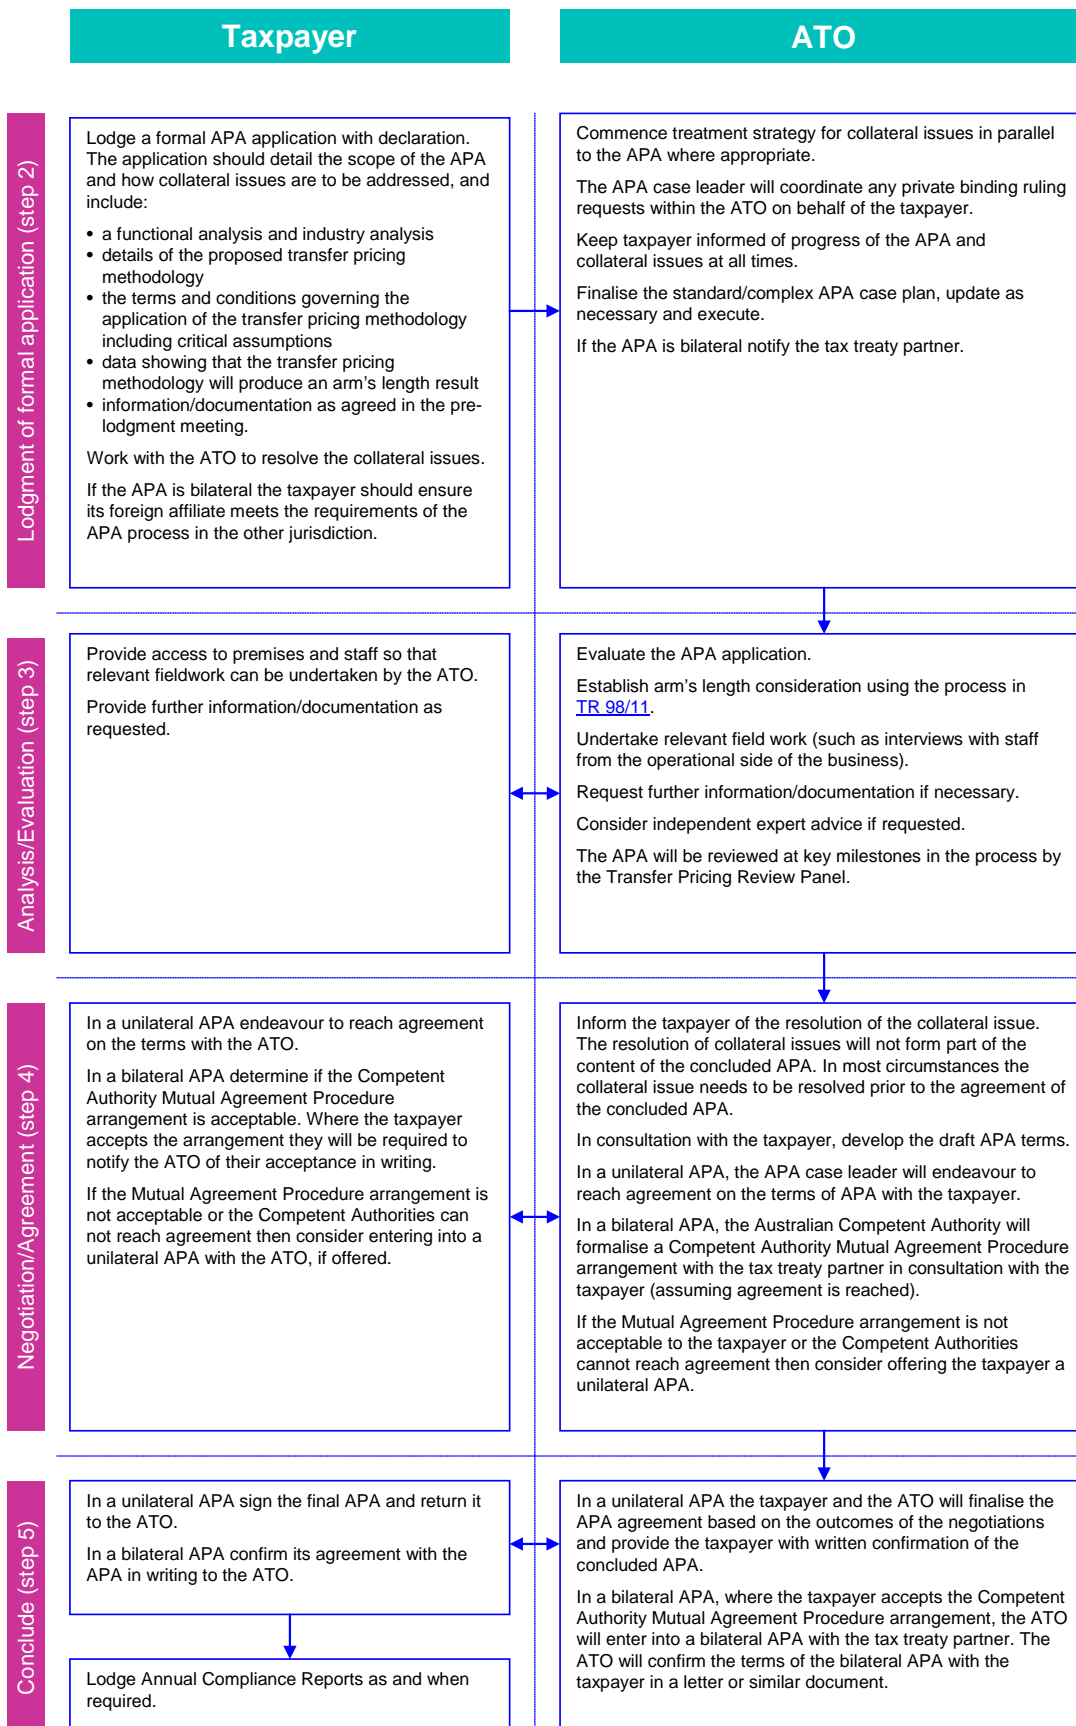 Taxpayer
ATO
Lodgment of formal application (step 2)
Lodge a formal APA application with declaration.
The application should detail the scope of the APA
and how collateral issues are to be addressed, and
include:
• a functional analysis and industry analysis
• details of the proposed transfer pricing
methodology
• the terms and conditions governing the
application of the transfer pricing methodology
including critical assumptions
• data showing that the transfer pricing
methodology will produce an arm's length result
• information/documentation as agreed in the pre-
lodgment meeting.
Work with the ATO to resolve the collateral issues.
If the APA is bilateral the taxpayer should ensure
its foreign affiliate meets the requirements of the
APA process in the other jurisdiction.
Commence treatment strategy for collateral issues in parallel
to the APA where appropriate.
The APA case leader will coordinate any private binding ruling
requests within the ATO on behalf of the taxpayer.
Keep taxpayer informed of progress of the APA and
collateral issues at all times.
Finalise the standard/complex APA case plan, update as
necessary and execute.
If the APA is bilateral notify the tax treaty partner.
Analysis/Evaluation (step 3)
Provide access to premises and staff so that
relevant fieldwork can be undertaken by the ATO.
Provide further information/documentation as
requested.
Evaluate the APA application.
Establish arm's length consideration using the process in
TR 98/11.
Undertake relevant field work (such as interviews with staff
from the operational side of the business).
Request further information/documentation if necessary.
Consider independent expert advice if requested.
The APA will be reviewed at key milestones in the process by
the Transfer Pricing Review Panel.
Negotiation/Agreement (step 4)
In a unilateral APA endeavour to reach agreement
on the terms with the ATO.
In a bilateral APA determine if the Competent
Authority Mutual Agreement Procedure
arrangement is acceptable. Where the taxpayer
accepts the arrangement they will be required to
notify the ATO of their acceptance in writing.
If the Mutual Agreement Procedure arrangement is
not acceptable or the Competent Authorities can
not reach agreement then consider entering into a
unilateral APA with the ATO, if offered.
Inform the taxpayer of the resolution of the collateral issue.
The resolution of collateral issues will not form part of the
content of the concluded APA. In most circumstances the
collateral issue needs to be resolved prior to the agreement of
the concluded APA.
In consultation with the taxpayer, develop the draft APA terms.
In a unilateral APA, the APA case leader will endeavour to
reach agreement on the terms of APA with the taxpayer.
In a bilateral APA, the Australian Competent Authority will
formalise a Competent Authority Mutual Agreement Procedure
arrangement with the tax treaty partner in consultation with the
taxpayer (assuming agreement is reached).
If the Mutual Agreement Procedure arrangement is not
acceptable to the taxpayer or the Competent Authorities
cannot reach agreement then consider offering the taxpayer a
unilateral APA.
Conclude (step 5)
In a unilateral APA sign the final APA and return it
to the ATO.
In a bilateral APA confirm its agreement with the
APA in writing to the ATO.
Lodge Annual Compliance Reports as and when
required.
In a unilateral APA the taxpayer and the ATO will finalise the
APA agreement based on the outcomes of the negotiations
and provide the taxpayer with written confirmation of the
concluded APA.
In a bilateral APA, where the taxpayer accepts the Competent
Authority Mutual Agreement Procedure arrangement, the ATO
will enter into a bilateral APA with the tax treaty partner. The
ATO will confirm the terms of the bilateral APA with the
taxpayer in a letter or similar document.